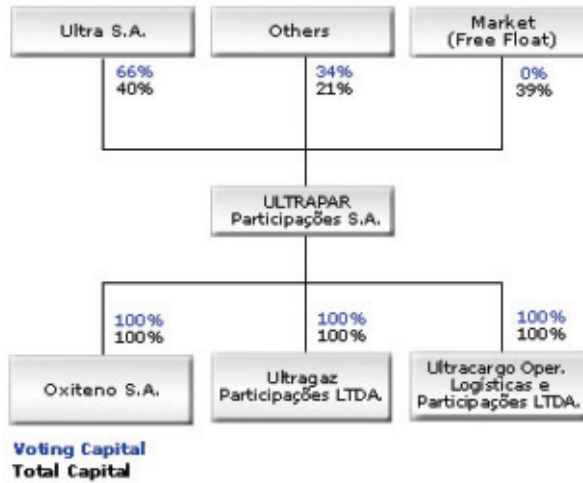 Ultra S.A.
Others
Market
(Free Float)
66%
40%
34%
21%
0%
39%
ULTRAPAR
Participações S.A.
100%
100%
100%
100%
100%
100%
Oxiteno S.A.
Ultragaz
Participações LTDA.
Ultracargo Oper.
Logísticas e
Participações LTDA.
Voting Capital
Total Capital